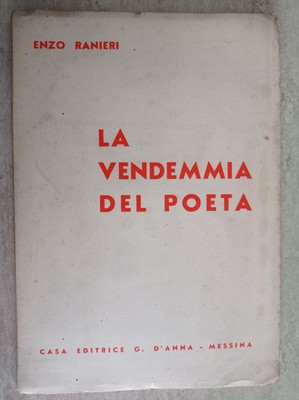 ENZO RANIERI
LA
VENDEMMIA
DEL POETA
CASA EDITRICE G. D'ANNA - MESSINA